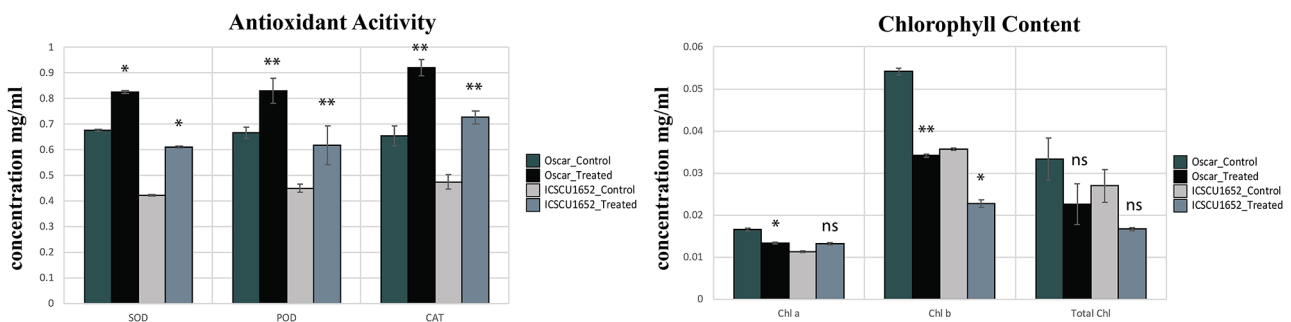 Antioxidant Acitivity
concentration mg/ml
1
0.9
0.8
0.7
0.6
0.5
0.4
0.3
0.2
0.1
0
*
*
**
**
**
**
SOD
POD
CAT
Oscar_Control
Oscar_Treated
ICSCU1652_Control
ICSCU1652_Treated
Chlorophyll Content
concentration mg/ml
0.06
0.05
0.04
0.03
0.02
0.01
0
*
ns
**
*
ns
ns
Chl a
Chl b
Total Chl
Oscar_Control
Oscar_Treated
ICSCU1652_Control
ICSCU1652_Treated